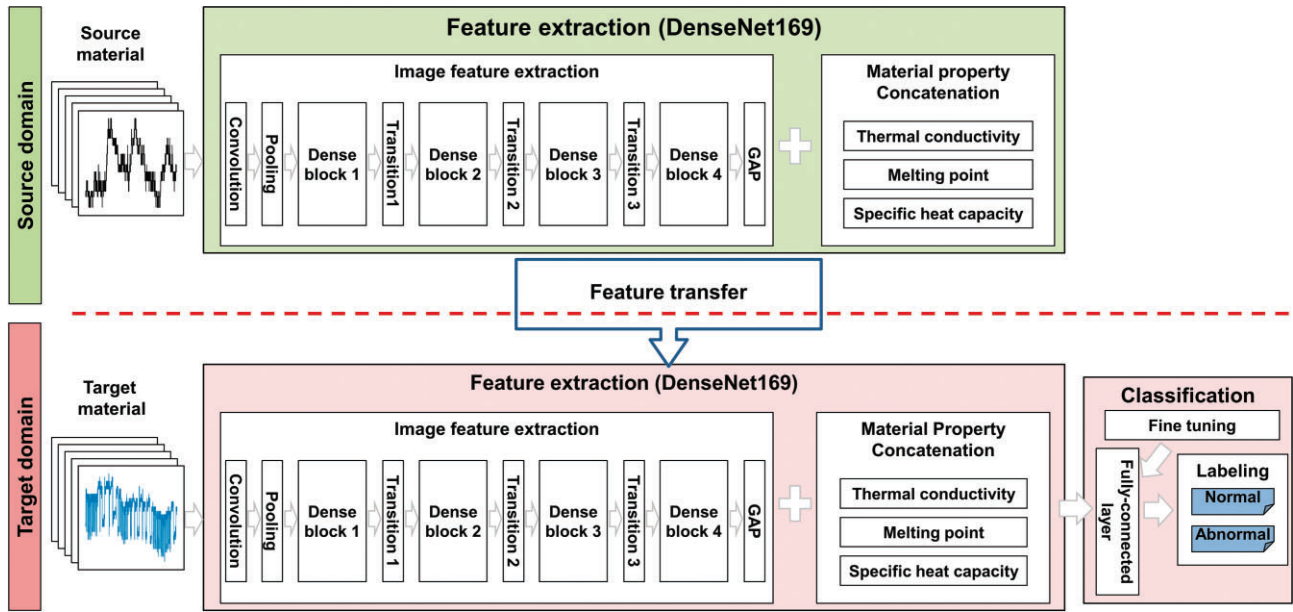 Source domain
Source
material
Feature extraction (DenseNet169)
Image feature extraction
Convolution
Pooling
Dense
block 1
Transition1
Dense
block 2
Transition 2
Dense
block 3
Transition 3
Dense
block 4
GAP
Material property
Concatenation
Thermal conductivity
Melting point
Specific heat capacity
Feature transfer
Target domain
Target
material
Feature extraction (DenseNet169)
Image feature extraction
Convolution
Pooling
Dense
block 1
Transition 1
Dense
block 2
Transition 2
Dense
block 3
Transition 3
Dense
block 4
GAP
Material Property
Concatenation
Thermal conductivity
Melting point
Specific heat capacity
Classification
Fine tuning
Fully-connected
layer
Labeling
Normal
Abnormal